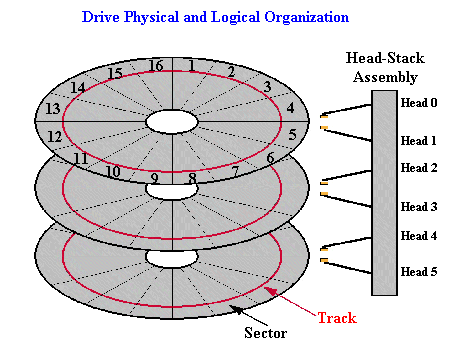 Drive Physical and Logical Organization
Head-Stack
Assembly
16 1
15 2
14 3
13 4
12 5
11 6
10 7
9 8
Head 0
Head 1
Head 2
Head 3
Head 4
Head 5
Track
Sector